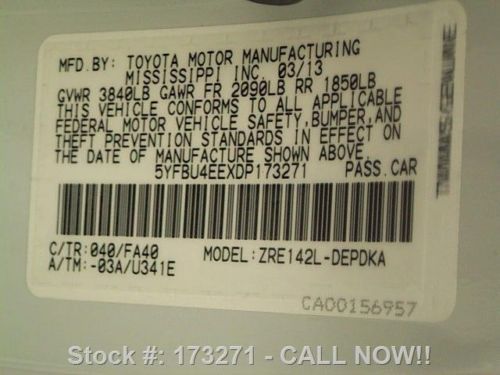 MFD.BY: TOYOTA MOTOR MANUFACTURING
MISSISSIPPI INC. 03/13
GVWR 3840LB GAWR FR 2090LB RR 1850LB
THIS VEHICLE CONFORMS TO ALL APPLICABLE
FEDERAL MOTOR VEHICLE SAFETY,BUMPER,AND
THEFT PREVENTION STANDARDS IN EFFECT ON
THE DATE OF MANUFACTURE SHOWN ABOVE.
5YFBU4EEXDP173271 PASS.CAR
C/TR:040/FA40 MODEL:ZRE142L-DEPDKA
A/TM:-03A/U341E
CA00156957
Stock #: 173271 - CALL NOW!!